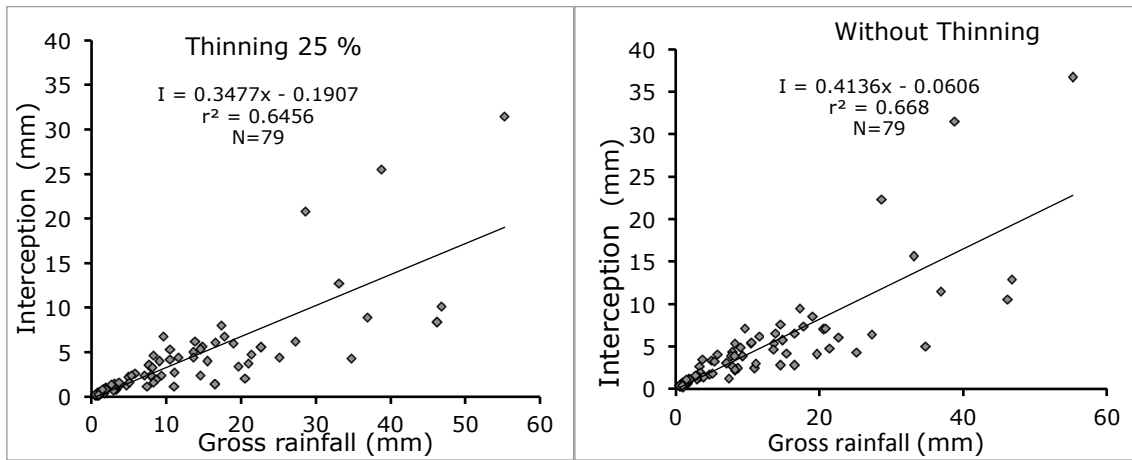 Thinning 25 %
I = 0.3477x - 0.1907
r² = 0.6456
N=79
Interception (mm)
40
35
30
25
20
15
10
5
0
0 10 20 30 40 50 60
Gross rainfall (mm)
Without Thinning
I = 0.4136x - 0.0606
r² = 0.668
N=79
Interception (mm)
40
35
30
25
20
15
10
5
0
0 20 40 60
Gross rainfall (mm)